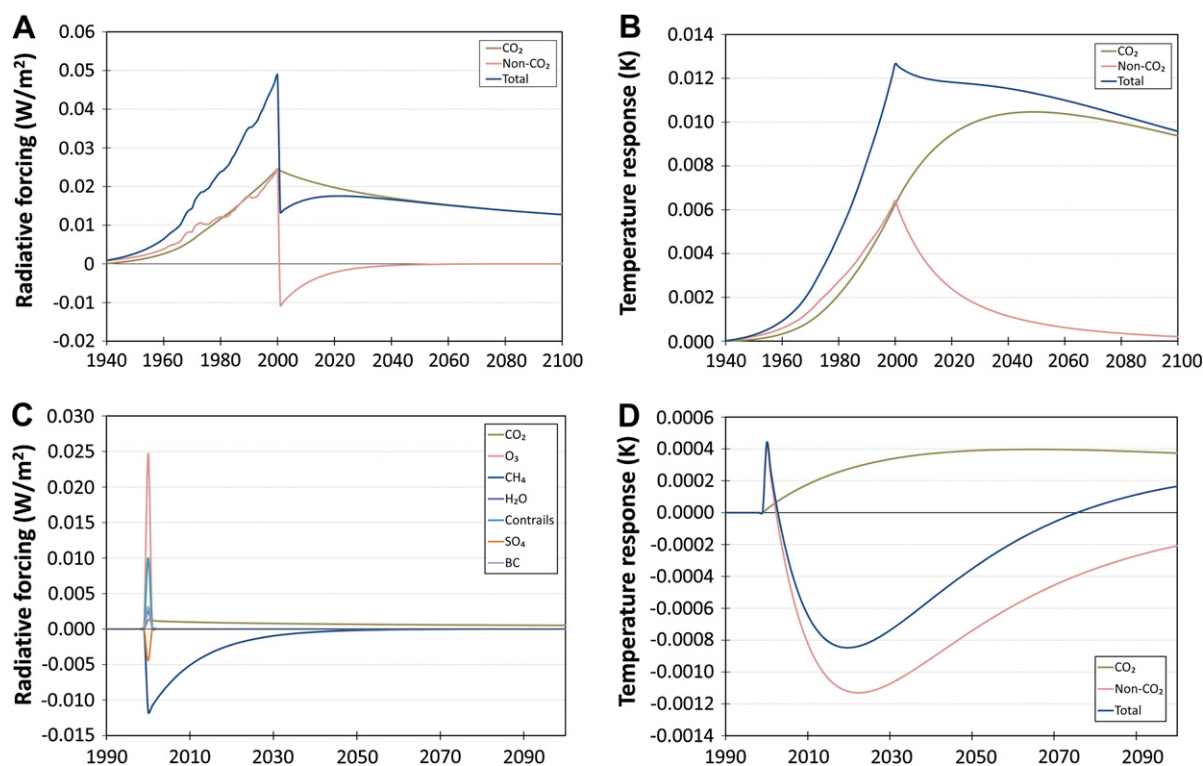 A
Radiative forcing (W/m²)
0.06
0.05
0.04
0.03
0.02
0.01
0
-0.01
-0.02
1940 1960 1980 2000 2020 2040 2060 2080 2100
CO₂
Non-CO₂
Total
B
Temperature response (K)
0.014
0.012
0.010
0.008
0.006
0.004
0.002
0.000
1940 1960 1980 2000 2020 2040 2060 2080 2100
CO₂
Non-CO₂
Total
C
Radiative forcing (W/m²)
0.030
0.025
0.020
0.015
0.010
0.005
0.000
-0.005
-0.010
-0.015
1990 2010 2030 2050 2070 2090
CO₂
O₃
CH₄
H₂O
Contrails
SO₄
BC
D
Temperature response (K)
0.0006
0.0004
0.0002
0.0000
-0.0002
-0.0004
-0.0006
-0.0008
-0.0010
-0.0012
-0.0014
1990 2010 2030 2050 2070 2090
CO₂
Non-CO₂
Total